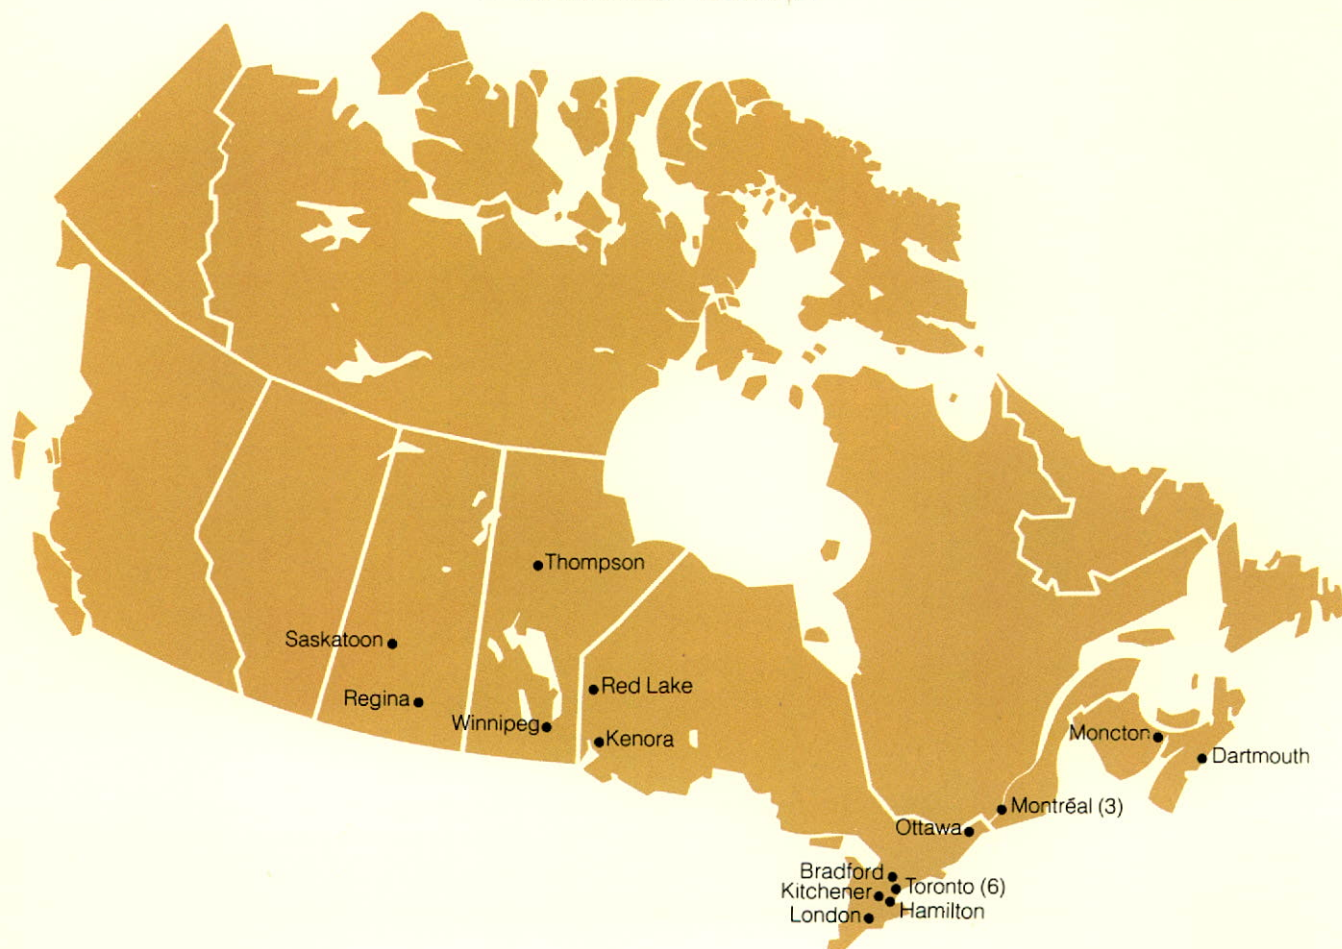 Thompson
Saskatoon
Red Lake
Regina
Winnipeg
Kenora
Moncton
Dartmouth
Montréal (3)
Ottawa
Bradford
Toronto (6)
Kitchener
Hamilton
London